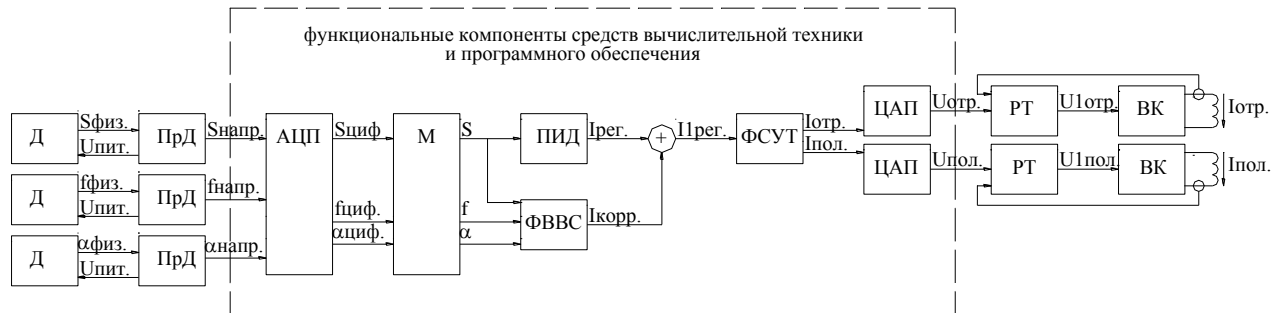 функциональные компоненты средств вычислительной техники
и программного обеспечения
Д Sфиз. Uпит. ПрД Sнапр.
Д fфиз. Uпит. ПрД fнапр.
Д αфиз. Uпит. ПрД αнапр.
АЦП Sциф fциф. αциф.
М S f α
ПИД Iрег.
ФВВС Iкорр.
+ I1рег.
ФСУТ Iотр. Iпол.
ЦАП Uотр. РТ U1отр. ВК Iотр.
ЦАП Uпол. РТ U1пол. ВК Iпол.